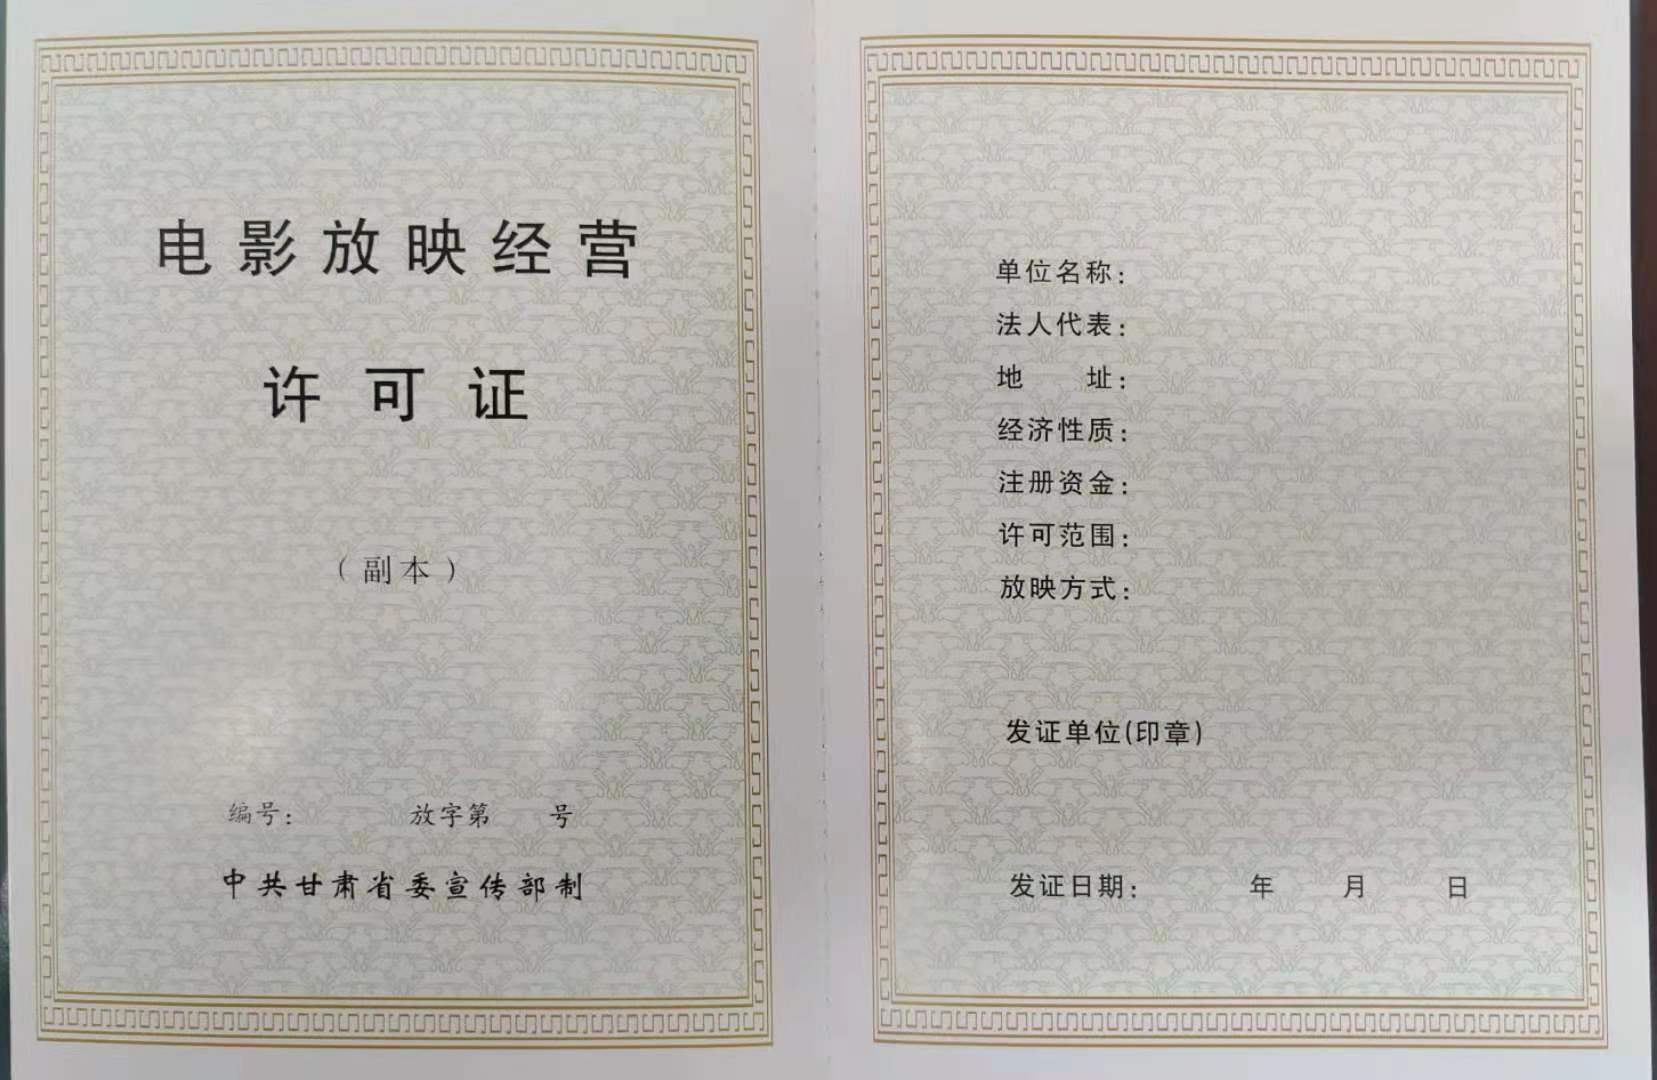 电影放映经营
许可证
（副本）
编号： 放字第 号
中共甘肃省委宣传部制
单位名称：
法人代表：
地 址：
经济性质：
注册资金：
许可范围：
放映方式：
发证单位(印章)
发证日期： 年 月 日